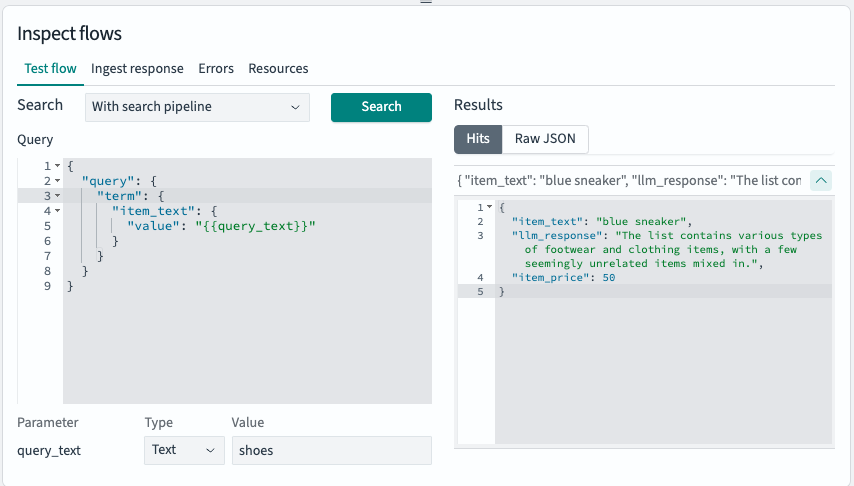 Inspect flows
Test flow Ingest response Errors Resources
Search With search pipeline Search
Query
1 {
2 "query": {
3 "term": {
4 "item_text": {
5 "value": "{{query_text}}"
6 }
7 }
8 }
9 }
Parameter Type Value
query_text Text shoes
Results
Hits Raw JSON
{ "item_text": "blue sneaker", "llm_response": "The list con
1 {
2 "item_text": "blue sneaker",
3 "llm_response": "The list contains various types
of footwear and clothing items, with a few
seemingly unrelated items mixed in.",
4 "item_price": 50
5 }